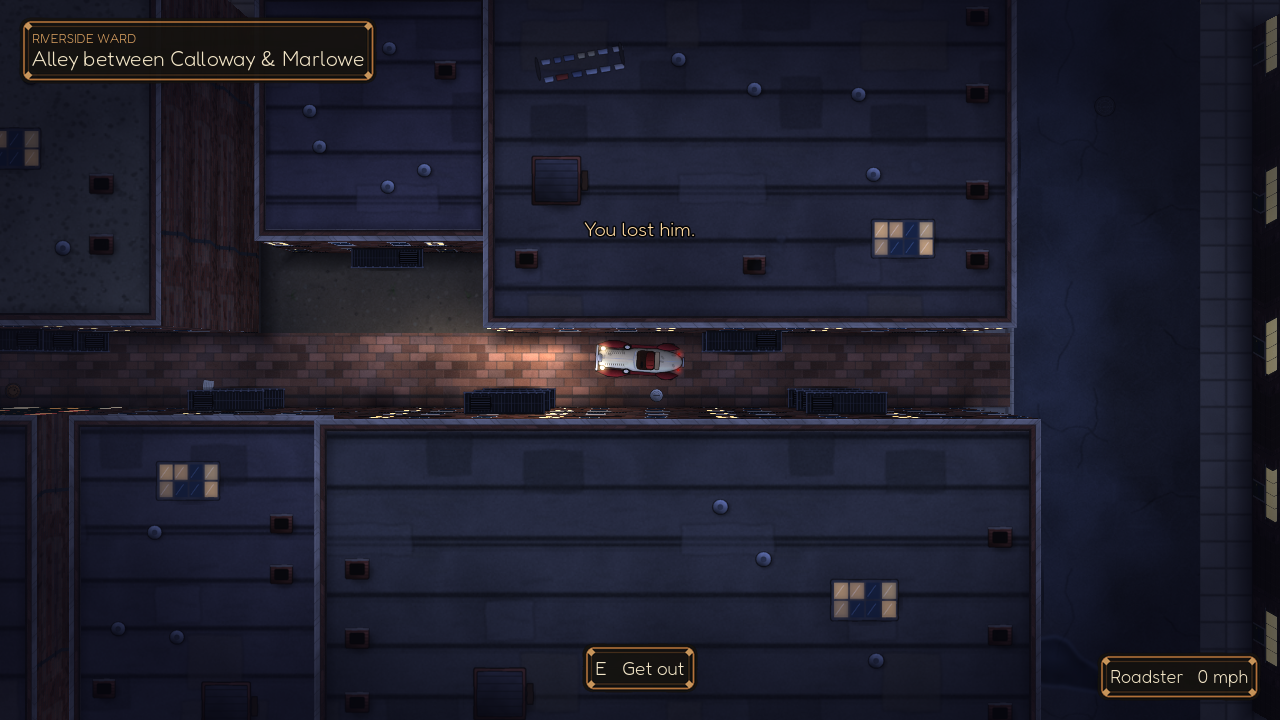 RIVERSIDE WARD
Alley between Calloway & Marlowe
You lost him.
E Get out
Roadster 0 mph